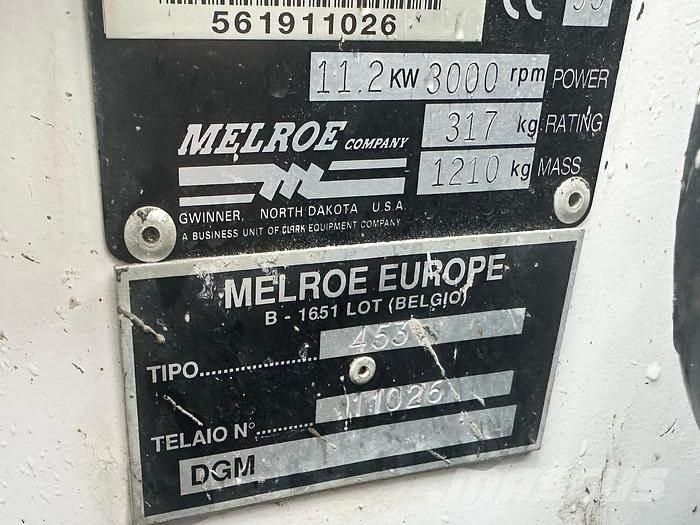 561911026
11.2 KW 3000 rpm POWER
317 kg RATING
1210 kg MASS
MELROE COMPANY
GWINNER, NORTH DAKOTA U.S.A.
A BUSINESS UNIT OF CLARK EQUIPMENT COMPANY
MELROE EUROPE
B - 1651 LOT (BELGIO)
TIPO.................. 453
TELAIO N°........... 11026
DGM